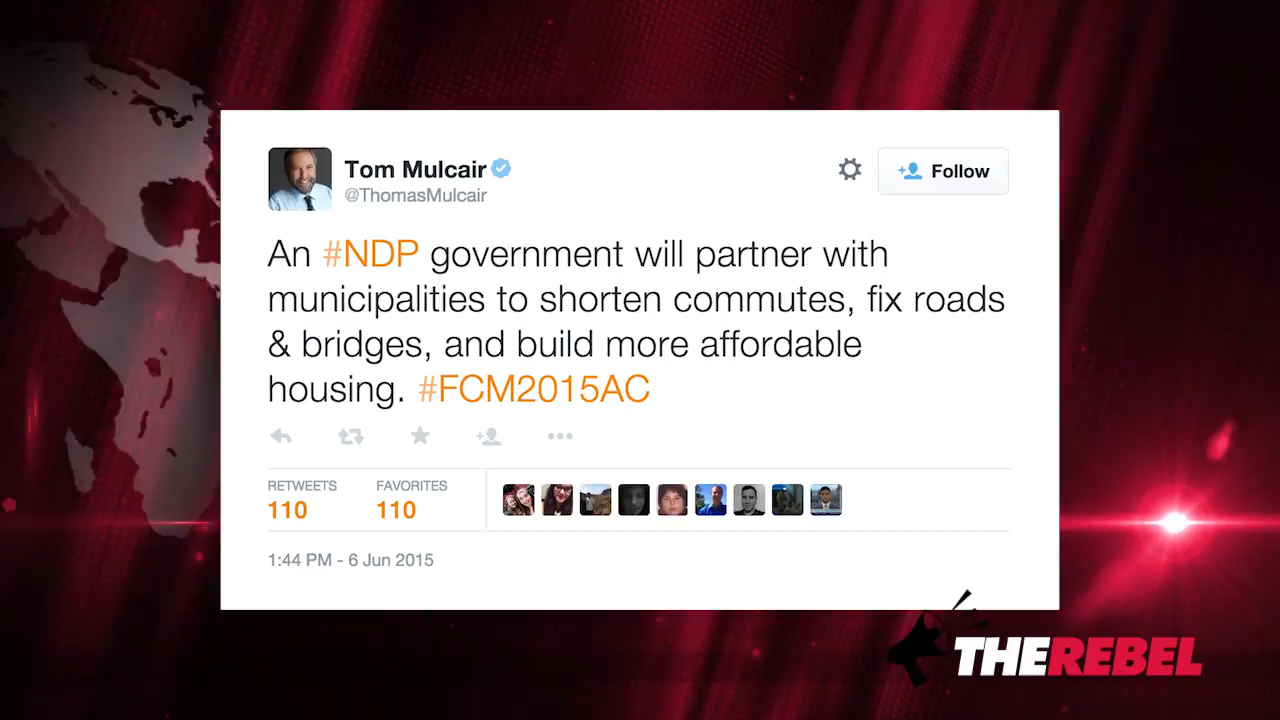 Tom Mulcair
@ThomasMulcair
Follow
An #NDP government will partner with
municipalities to shorten commutes, fix roads
& bridges, and build more affordable
housing. #FCM2015AC
RETWEETS FAVORITES
110 110
1:44 PM - 6 Jun 2015
THEREBEL